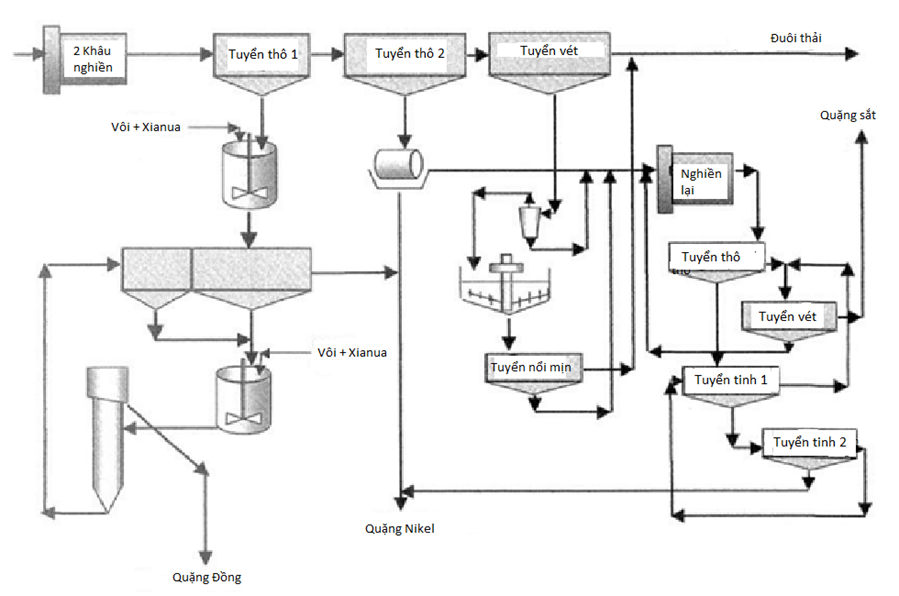 2 Khâu
nghiền
Tuyển thô 1
Tuyển thô 2
Tuyển vét
Đuôi thải
Quặng sắt
Vôi + Xianua
Nghiền
lại
Tuyển thô
Tuyển vét
Tuyển nổi mịn
Vôi + Xianua
Tuyển tinh 1
Tuyển tinh 2
Quặng Nikel
Quặng Đồng